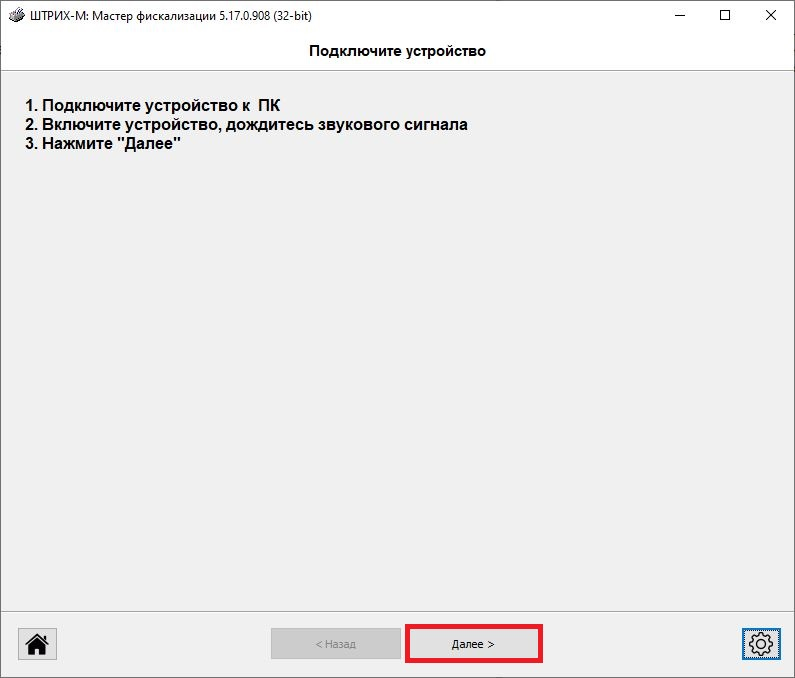 ШТРИХ-М: Мастер фискализации 5.17.0.908 (32-bit)
Подключите устройство
1. Подключите устройство к  ПК
2. Включите устройство, дождитесь звукового сигнала
3. Нажмите "Далее"
< Назад
Далее >